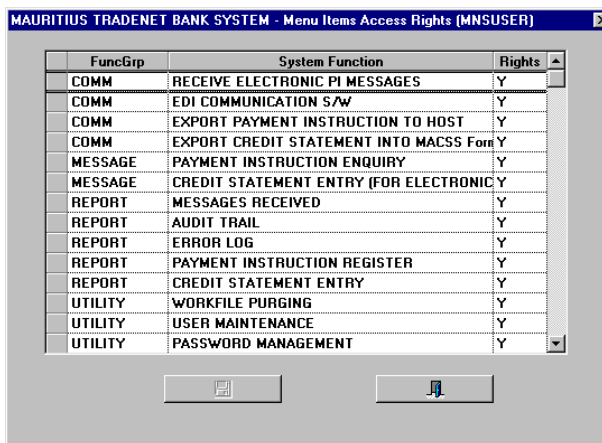 MAURITIUS TRADENET BANK SYSTEM - Menu Items Access Rights (MNSUSER)
FuncGrp System Function Rights
COMM RECEIVE ELECTRONIC PI MESSAGES Y
COMM EDI COMMUNICATION S/W Y
COMM EXPORT PAYMENT INSTRUCTION TO HOST Y
COMM EXPORT CREDIT STATEMENT INTO MACSS Form Y
MESSAGE PAYMENT INSTRUCTION ENQUIRY Y
MESSAGE CREDIT STATEMENT ENTRY (FOR ELECTRONIC Y
REPORT MESSAGES RECEIVED Y
REPORT AUDIT TRAIL Y
REPORT ERROR LOG Y
REPORT PAYMENT INSTRUCTION REGISTER Y
REPORT CREDIT STATEMENT ENTRY Y
UTILITY WORKFILE PURGING Y
UTILITY USER MAINTENANCE Y
UTILITY PASSWORD MANAGEMENT Y